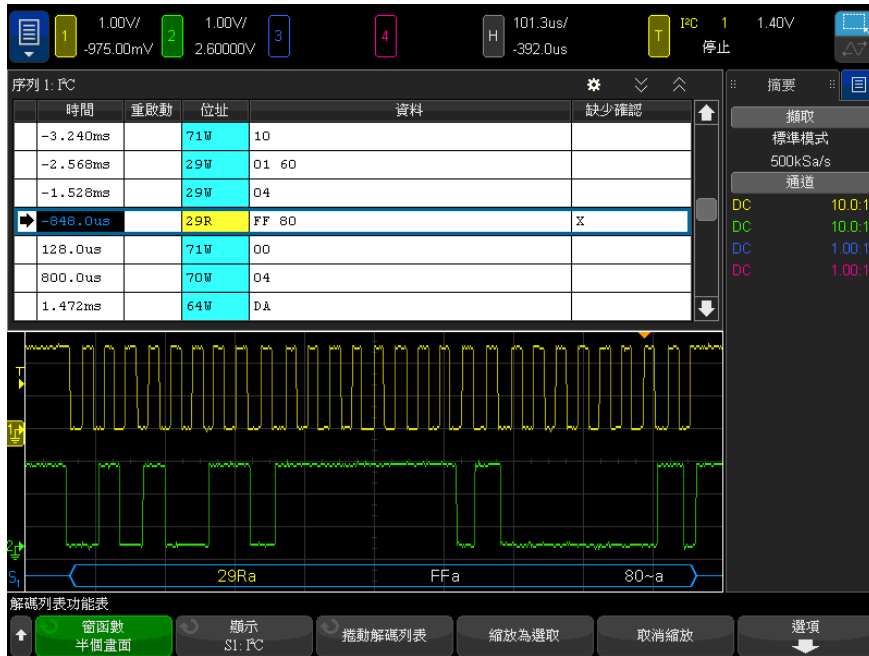 1 1.00V/ 2 1.00V/ 3 4 H 101.3us/ T I²C 1 1.40V
-975.00mV 2.60000V -392.0us 停止
序列 1: I²C
摘要
時間 重啟動 位址 資料 缺少確認
-3.240ms 71W 10
-2.568ms 29W 01 60
-1.528ms 29W 04
-848.0us 29R FF 80 X
128.0us 71W 00
800.0us 70W 04
1.472ms 64W DA
擷取
標準模式
500kSa/s
通道
DC 10.0:1
DC 10.0:1
DC 1.00:1
DC 1.00:1
T
1
2
S1 29Ra FFa 80~a
解碼列表功能表
窗函數
半個畫面
顯示
S1: I²C
捲動解碼列表
縮放為選取
取消縮放
選項